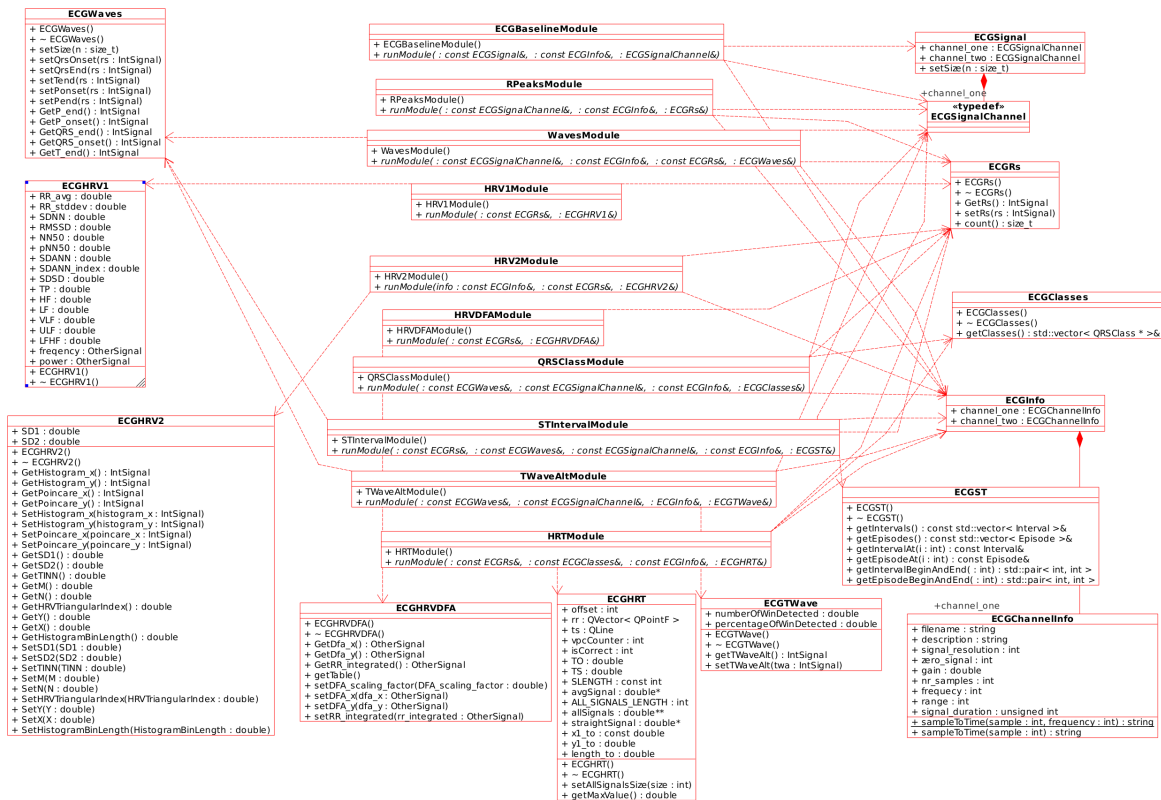 ECGWaves
+ ECGWaves()
+ ~ ECGWaves()
+ setSize(n : size_t)
+ setQrsOnset(rs : IntSignal)
+ setQrsEnd(rs : IntSignal)
+ setTend(rs : IntSignal)
+ setPonset(rs : IntSignal)
+ setPend(rs : IntSignal)
+ GetP_end() : IntSignal
+ GetP_onset() : IntSignal
+ GetQRS_end() : IntSignal
+ GetQRS_onset() : IntSignal
+ GetT_end() : IntSignal
ECGHRV1
+ RR_avg : double
+ RR_stddev : double
+ SDNN : double
+ RMSSD : double
+ NN50 : double
+ pNN50 : double
+ SDANN : double
+ SDANN_index : double
+ SDSD : double
+ TP : double
+ HF : double
+ LF : double
+ VLF : double
+ ULF : double
+ LFHF : double
+ freqency : OtherSignal
+ power : OtherSignal
+ ECGHRV1()
+ ~ ECGHRV1()
ECGHRV2
+ SD1 : double
+ SD2 : double
+ ECGHRV2()
+ ~ ECGHRV2()
+ GetHistogram_x() : IntSignal
+ GetHistogram_y() : IntSignal
+ GetPoincare_x() : IntSignal
+ GetPoincare_y() : IntSignal
+ SetHistogram_x(histogram_x : IntSignal)
+ SetHistogram_y(histogram_y : IntSignal)
+ SetPoincare_x(poincare_x : IntSignal)
+ SetPoincare_y(poincare_y : IntSignal)
+ GetSD1() : double
+ GetSD2() : double
+ GetTINN() : double
+ GetM() : double
+ GetN() : double
+ GetHRVTriangularIndex() : double
+ GetY() : double
+ GetX() : double
+ GetHistogramBinLength() : double
+ SetSD1(SD1 : double)
+ SetSD2(SD2 : double)
+ SetTINN(TINN : double)
+ SetM(M : double)
+ SetN(N : double)
+ SetHRVTriangularIndex(HRVTriangularIndex : double)
+ SetY(Y : double)
+ SetX(X : double)
+ SetHistogramBinLength(HistogramBinLength : double)
ECGBaselineModule
+ ECGBaselineModule()
+ runModule( : const ECGSignal&, : const ECGInfo&, : ECGSignalChannel&)
RPeaksModule
+ RPeaksModule()
+ runModule( : const ECGSignalChannel&, : const ECGInfo&, : ECGRs&)
WavesModule
+ WavesModule()
+ runModule( : const ECGSignalChannel&, : const ECGInfo&, : const ECGRs&, : ECGWaves&)
HRV1Module
+ HRV1Module()
+ runModule( : const ECGRs&, : ECGHRV1&)
HRV2Module
+ HRV2Module()
+ runModule(info : const ECGInfo&, : const ECGRs&, : ECGHRV2&)
HRVDFAModule
+ HRVDFAModule()
+ runModule( : const ECGRs&, : ECGHRVDFA&)
QRSClassModule
+ QRSClassModule()
+ runModule( : const ECGWaves&, : const ECGSignalChannel&, : const ECGInfo&, : ECGClasses&)
STIntervalModule
+ STIntervalModule()
+ runModule( : const ECGRs&, : const ECGWaves&, : const ECGSignalChannel&, : const ECGInfo&, : ECGST&)
TWaveAltModule
+ TWaveAltModule()
+ runModule( : const ECGWaves&, : const ECGSignalChannel&, : ECGInfo&, : ECGTWave&)
HRTModule
+ HRTModule()
+ runModule( : const ECGRs&, : const ECGClasses&, : const ECGInfo&, : ECGHRT&)
ECGHRVDFA
+ ECGHRVDFA()
+ ~ ECGHRVDFA()
+ GetDfa_x() : OtherSignal
+ GetDfa_y() : OtherSignal
+ GetRR_integrated() : OtherSignal
+ getTable()
+ setDFA_scaling_factor(DFA_scaling_factor : double)
+ setDFA_x(dfa_x : OtherSignal)
+ setDFA_y(dfa_y : OtherSignal)
+ setRR_integrated(rr_integrated : OtherSignal)
ECGHRT
+ offset : int
+ rr : QVector< QPointF >
+ ts : QLine
+ vpcCounter : int
+ isCorrect : int
+ TO : double
+ TS : double
+ SLENGTH : const int
+ avgSignal : double*
+ ALL_SIGNALS_LENGTH : int
+ allSignals : double**
+ straightSignal : double*
+ x1_to : const double
+ y1_to : double
+ length_to : double
+ ECGHRT()
+ ~ ECGHRT()
+ setAllSignalsSize(size : int)
+ getMaxValue() : double
ECGTWave
+ numberOfWinDetected : double
+ percentageOfWinDetected : double
+ ECGTWave()
+ ~ ECGTWave()
+ getTWaveAlt() : IntSignal
+ setTWaveAlt(twa : IntSignal)
ECGSignal
+ channel_one : ECGSignalChannel
+ channel_two : ECGSignalChannel
+ setSize(n : size_t)
+channel_one
«typedef»
ECGSignalChannel
ECGRs
+ ECGRs()
+ ~ ECGRs()
+ GetRs() : IntSignal
+ setRs(rs : IntSignal)
+ count() : size_t
ECGClasses
+ ECGClasses()
+ ~ ECGClasses()
+ getClasses() : std::vector< QRSClass * >&
ECGInfo
+ channel_one : ECGChannelInfo
+ channel_two : ECGChannelInfo
ECGST
+ ECGST()
+ ~ ECGST()
+ getIntervals() : const std::vector< Interval >&
+ getEpisodes() : const std::vector< Episode >&
+ getIntervalAt(i : int) : const Interval&
+ getEpisodeAt(i : int) : const Episode&
+ getIntervalBeginAndEnd( : int) : std::pair< int, int >
+ getEpisodeBeginAndEnd( : int) : std::pair< int, int >
+channel_one
ECGChannelInfo
+ filename : string
+ description : string
+ signal_resolution : int
+ zero_signal : int
+ gain : double
+ nr_samples : int
+ frequecy : int
+ range : int
+ signal_duration : unsigned int
+ sampleToTime(sample : int, frequency : int) : string
+ sampleToTime(sample : int) : string